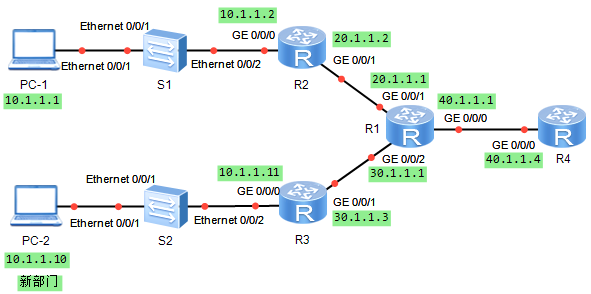 10.1.1.2
Ethernet 0/0/1
GE 0/0/0
20.1.1.2
GE 0/0/1
Ethernet 0/0/1
Ethernet 0/0/2
PC-1
S1
R2
10.1.1.1
20.1.1.1
GE 0/0/1
40.1.1.1
GE 0/0/0
R1
GE 0/0/0
R4
40.1.1.4
GE 0/0/2
30.1.1.1
10.1.1.11
Ethernet 0/0/1
GE 0/0/0
GE 0/0/1
30.1.1.3
Ethernet 0/0/1
Ethernet 0/0/2
PC-2
S2
R3
10.1.1.10
新部门